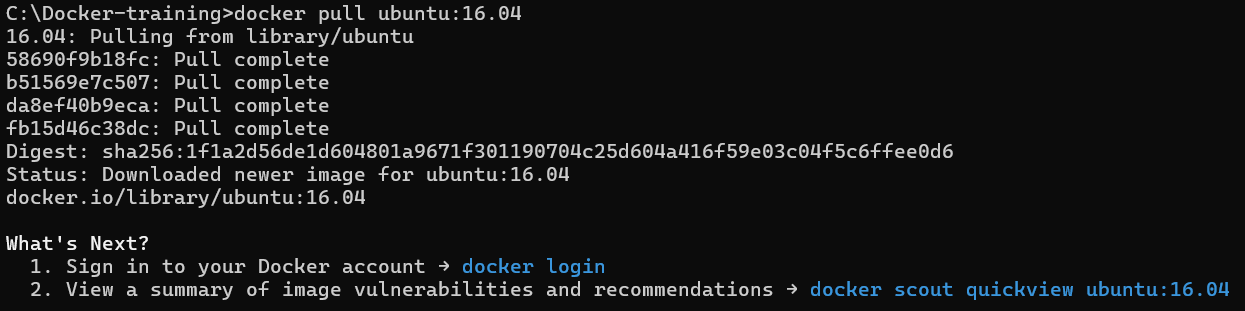 C:\Docker-training>docker pull ubuntu:16.04
16.04: Pulling from library/ubuntu
58690f9b18fc: Pull complete
b51569e7c507: Pull complete
da8ef40b9eca: Pull complete
fb15d46c38dc: Pull complete
Digest: sha256:1f1a2d56de1d604801a9671f301190704c25d604a416f59e03c04f5c6ffee0d6
Status: Downloaded newer image for ubuntu:16.04
docker.io/library/ubuntu:16.04
What's Next?
1. Sign in to your Docker account → docker login
2. View a summary of image vulnerabilities and recommendations → docker scout quickview ubuntu:16.04